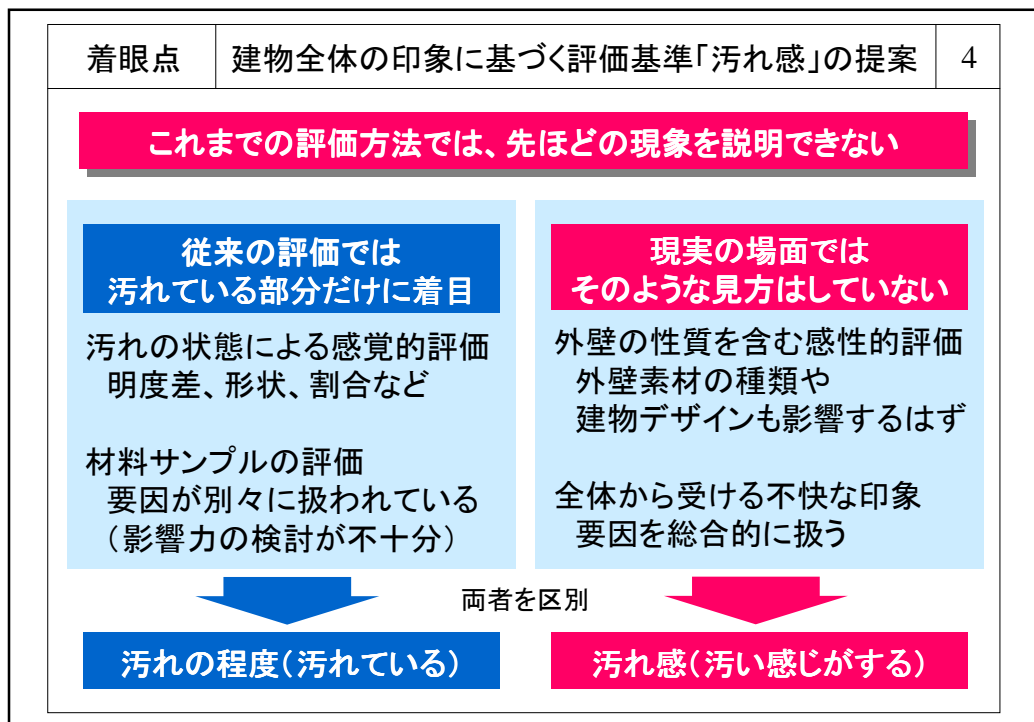 着眼点
建物全体の印象に基づく評価基準「汚れ感」の提案
4
これまでの評価方法では、先ほどの現象を説明できない
従来の評価では
汚れている部分だけに着目
汚れの状態による感覚的評価
明度差、形状、割合など
材料サンプルの評価
要因が別々に扱われている
（影響力の検討が不十分）
現実の場面では
そのような見方はしていない
外壁の性質を含む感性的評価
外壁素材の種類や
建物デザインも影響するはず
全体から受ける不快な印象
要因を総合的に扱う
両者を区別
汚れの程度（汚れている）
汚れ感（汚い感じがする）